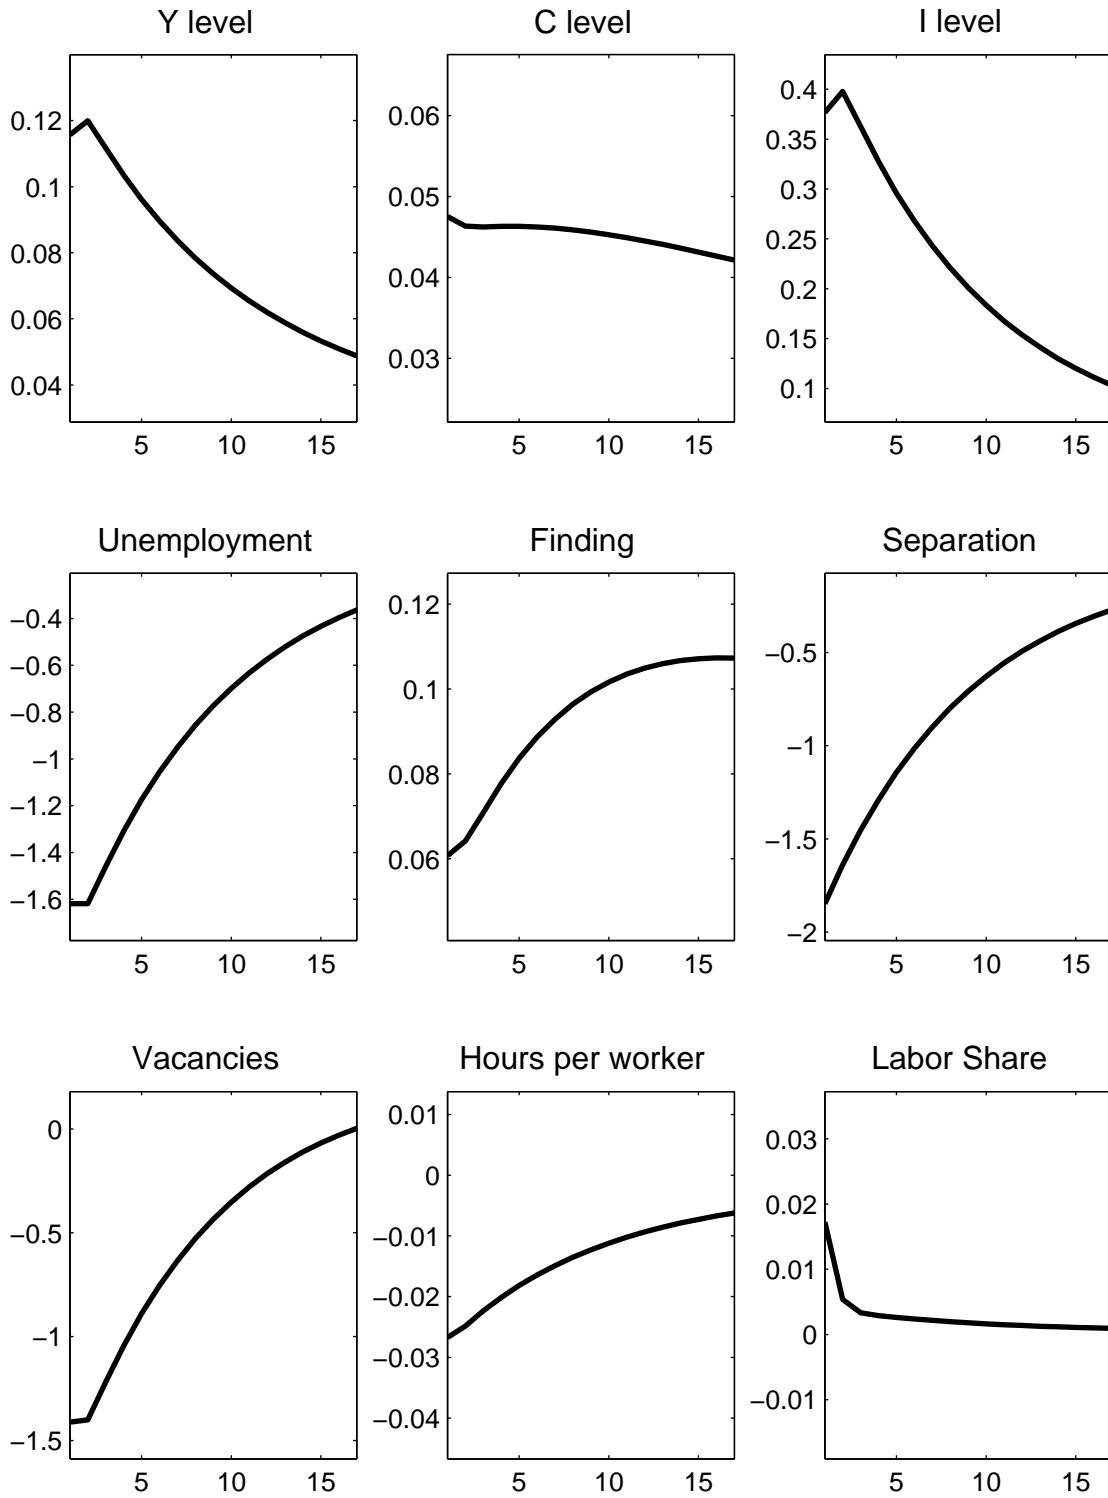 Y level
C level
I level
0.12
0.1
0.08
0.06
0.04
5 10 15
0.06
0.05
0.04
0.03
5 10 15
0.4
0.35
0.3
0.25
0.2
0.15
0.1
5 10 15
Unemployment
Finding
Separation
−0.4
−0.6
−0.8
−1
−1.2
−1.4
−1.6
5 10 15
0.12
0.1
0.08
0.06
5 10 15
−0.5
−1
−1.5
−2
5 10 15
Vacancies
Hours per worker
Labor Share
0
−0.5
−1
−1.5
5 10 15
0.01
0
−0.01
−0.02
−0.03
−0.04
5 10 15
0.03
0.02
0.01
0
−0.01
5 10 15